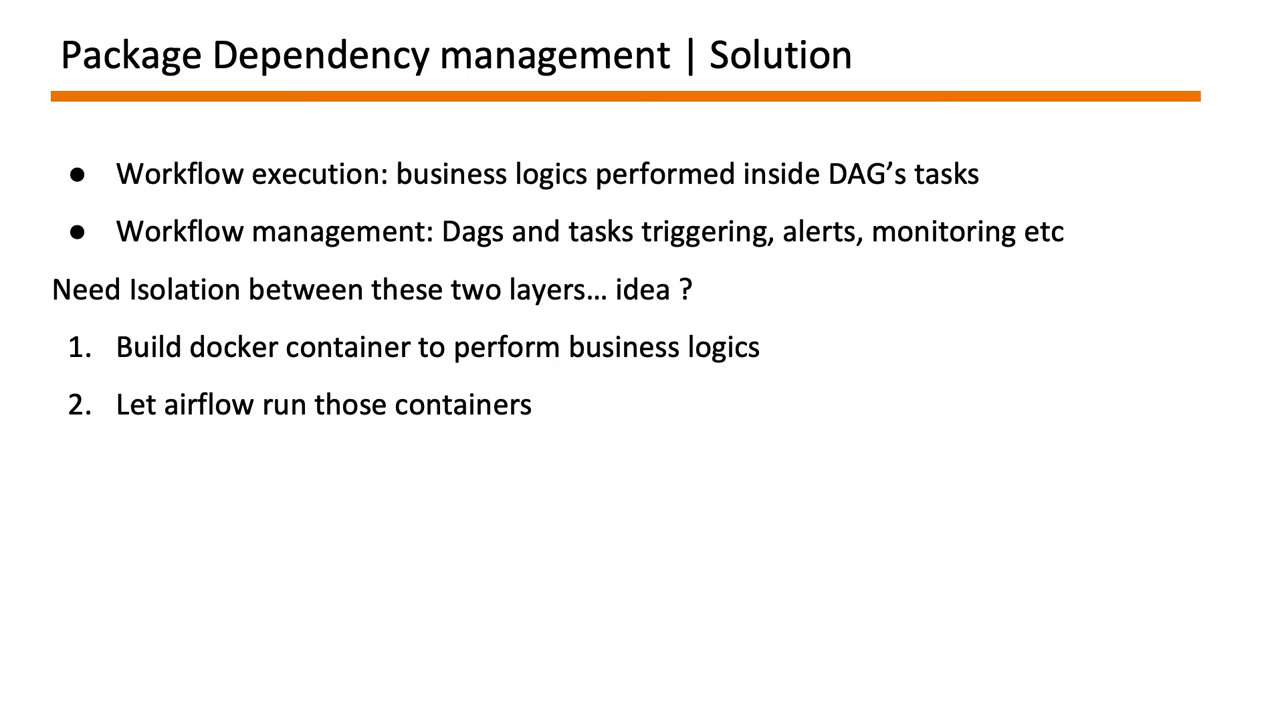 Package Dependency management | Solution
● Workflow execution: business logics performed inside DAG’s tasks
● Workflow management: Dags and tasks triggering, alerts, monitoring etc
Need Isolation between these two layers… idea ?
1. Build docker container to perform business logics
2. Let airflow run those containers